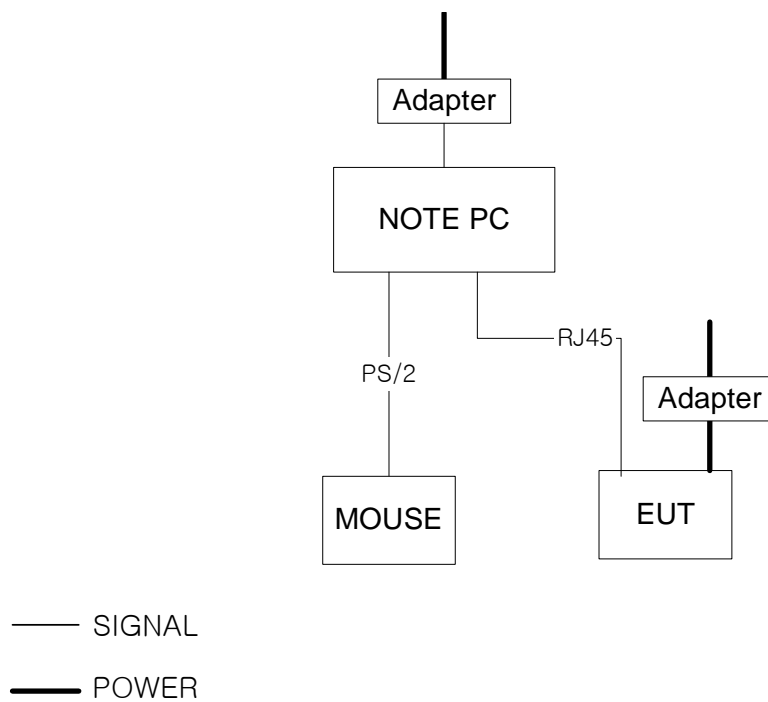 Adapter
NOTE PC
RJ45
PS/2
Adapter
MOUSE
EUT
SIGNAL
POWER